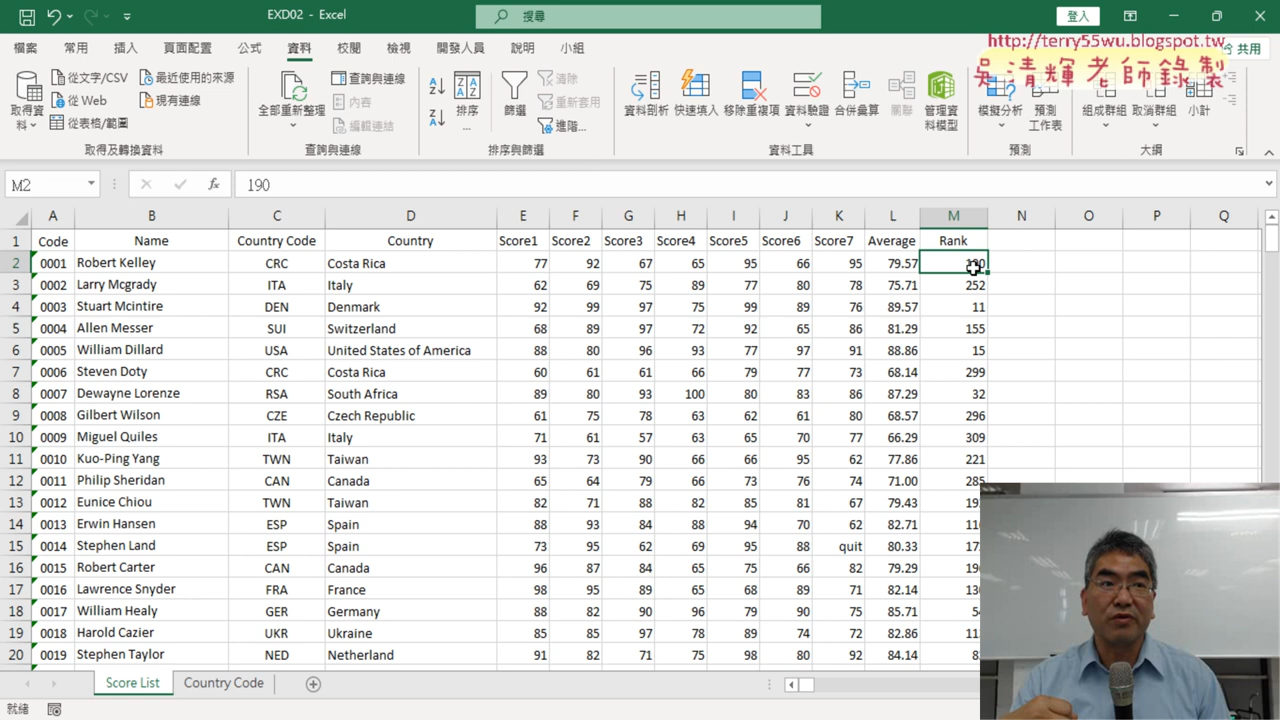 EXD02 - Excel
搜尋
登入
http://terry55wu.blogspot.tw
吳清輝老師錄製
檔案 常用 插入 頁面配置 公式 資料 校閱 檢視 開發人員 說明 小組
共用
取得資料 從文字/CSV 從 Web 從表格/範圍 最近使用的來源 現有連線
全部重新整理 查詢與連線 內容 編輯連結
排序... 篩選 清除 重新套用 進階...
資料剖析 快速填入 移除重複項 資料驗證 合併彙算 關聯圖 管理資料模型
模擬分析 預測工作表 組成群組 取消群組 小計
取得及轉換資料 查詢與連線 排序與篩選 資料工具 預測 大綱
M2 fx 190
A B C D E F G H I J K L M N O P Q
1 Code Name Country Code Country Score1 Score2 Score3 Score4 Score5 Score6 Score7 Average Rank
2 0001 Robert Kelley CRC Costa Rica 77 92 67 65 95 66 95 79.57 190
3 0002 Larry Mcgrady ITA Italy 62 69 75 89 77 80 78 75.71 252
4 0003 Stuart Mcintire DEN Denmark 92 99 97 75 99 89 76 89.57 11
5 0004 Allen Messer SUI Switzerland 68 89 97 72 92 65 86 81.29 155
6 0005 William Dillard USA United States of America 88 80 96 93 77 97 91 88.86 15
7 0006 Steven Doty CRC Costa Rica 60 61 61 66 79 77 73 68.14 299
8 0007 Dewayne Lorenze RSA South Africa 89 80 93 100 80 83 86 87.29 32
9 0008 Gilbert Wilson CZE Czech Republic 61 75 78 63 62 61 80 68.57 296
10 0009 Miguel Quiles ITA Italy 71 61 57 63 65 70 77 66.29 309
11 0010 Kuo-Ping Yang TWN Taiwan 93 73 90 66 66 95 62 77.86 221
12 0011 Philip Sheridan CAN Canada 65 64 79 66 73 76 74 71.00 285
13 0012 Eunice Chiou TWN Taiwan 82 71 88 82 85 81 67 79.43
14 0013 Erwin Hansen ESP Spain 88 93 84 88 94 70 62 82.71
15 0014 Stephen Land ESP Spain 73 95 62 69 95 88 quit 80.33
16 0015 Robert Carter CAN Canada 96 87 84 65 75 66 82 79.29
17 0016 Lawrence Snyder FRA France 98 85 89 65 68 89 71 82.14
18 0017 William Healy GER Germany 88 82 90 96 79 90 75 85.71
19 0018 Harold Cazier UKR Ukraine 85 85 97 78 89 74 72 82.86
20 0019 Stephen Taylor NED Netherland 91 82 71 75 98 80 92 84.14
Score List Country Code
就緒